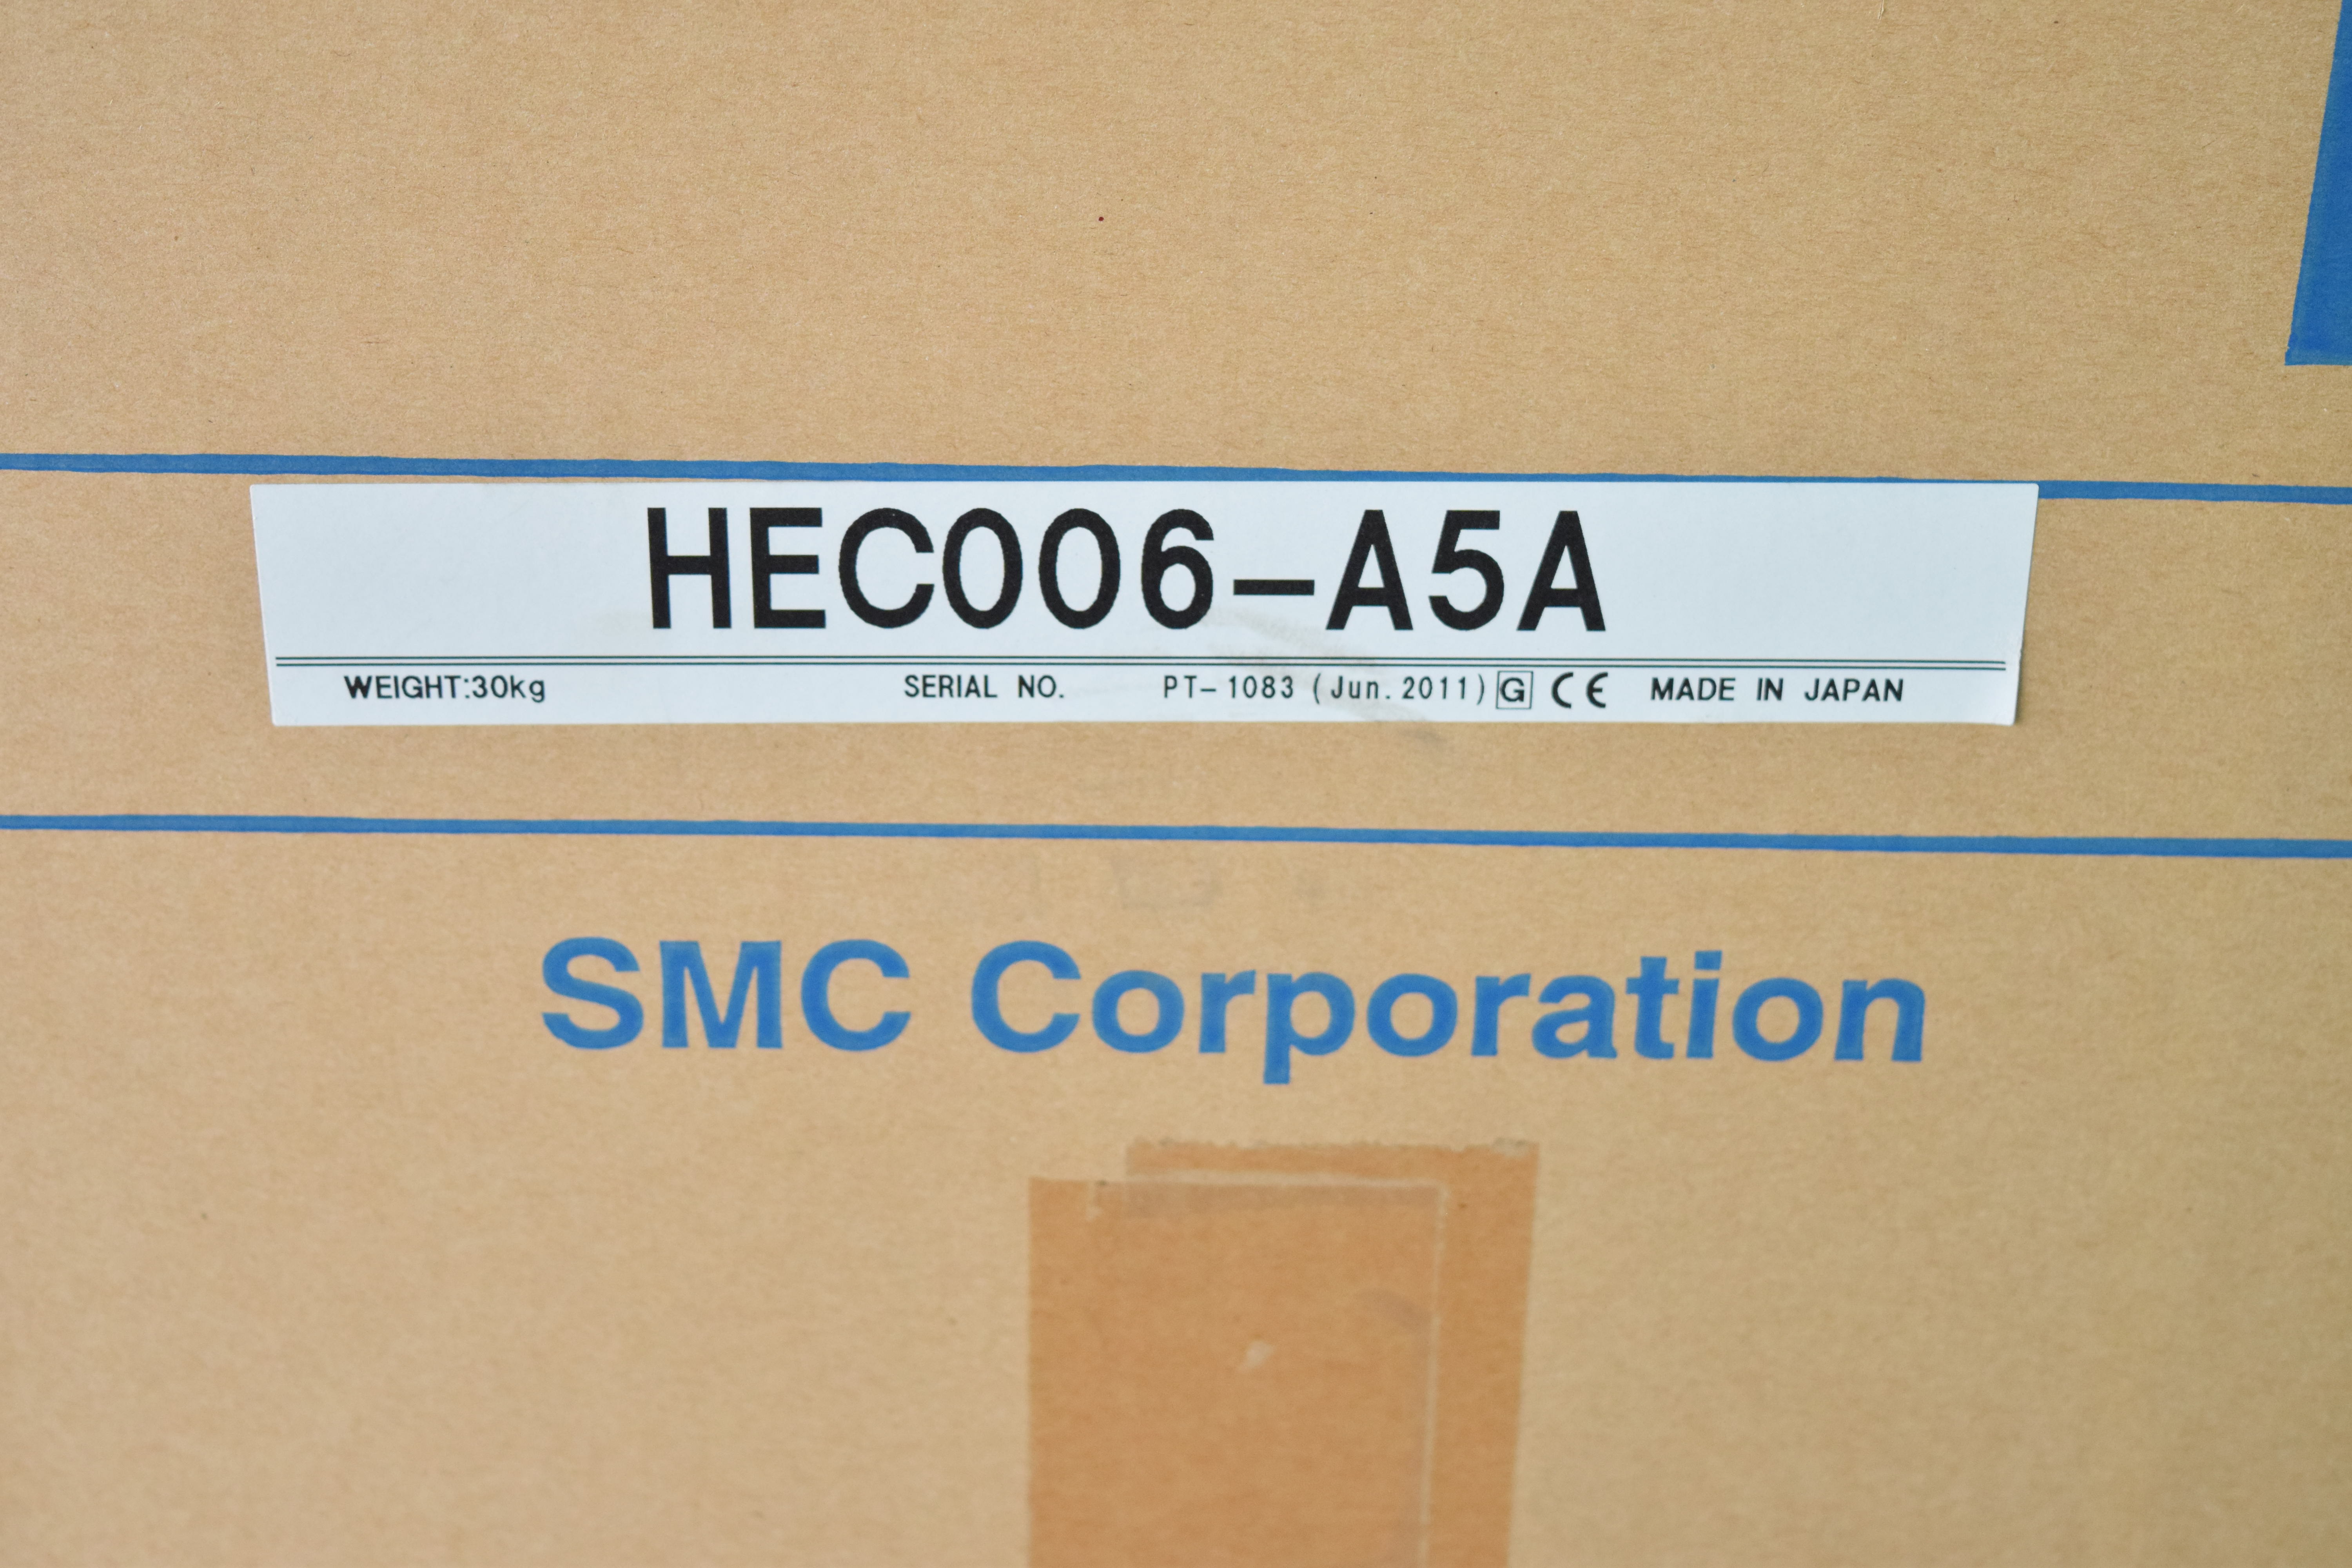 HEC006-A5A
WEIGHT:30kg SERIAL NO. PT-1083 (Jun.2011) G CE MADE IN JAPAN
SMC Corporation